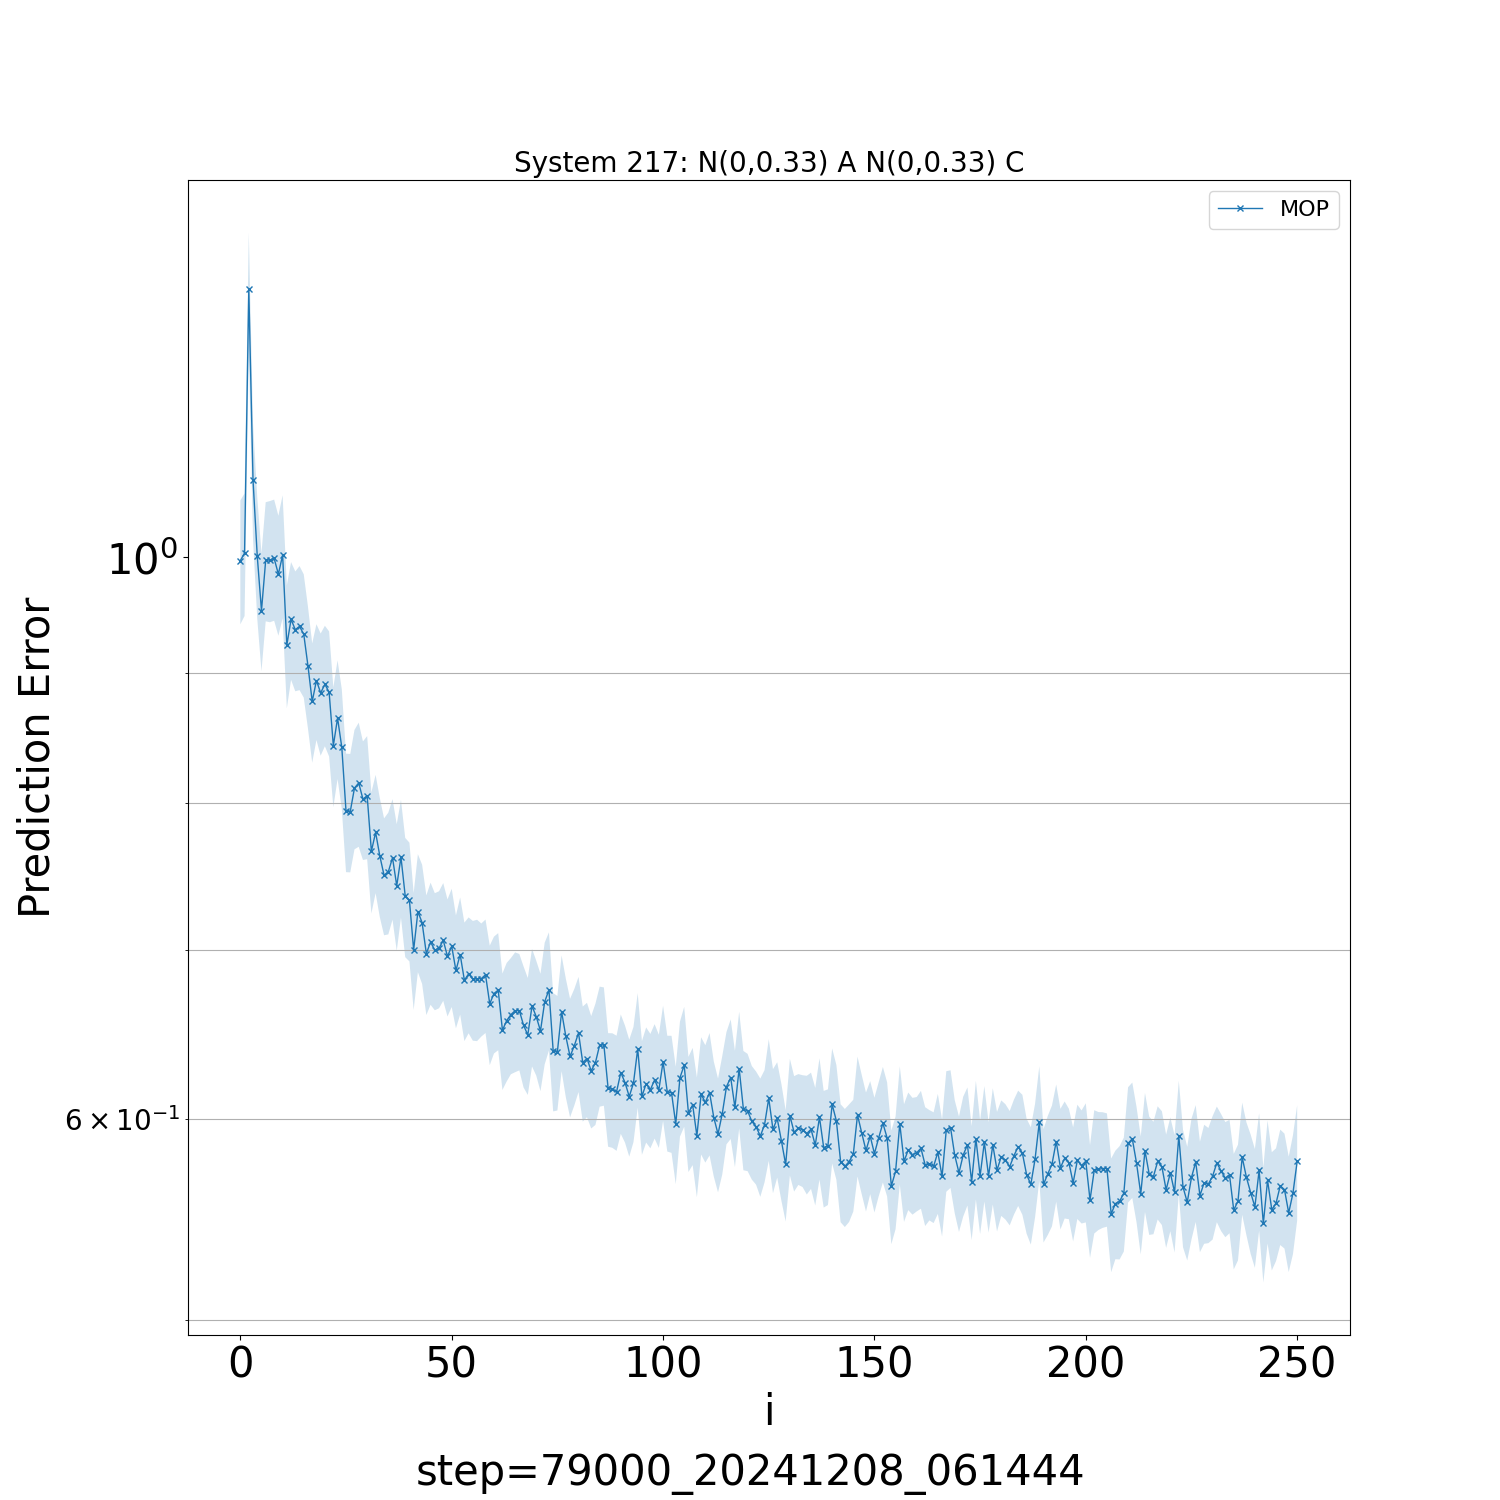 System 217: N(0,0.33) A N(0,0.33) C
MOP
10⁰
6 × 10⁻¹
Prediction Error
0 50 100 150 200 250
i
step=79000_20241208_061444